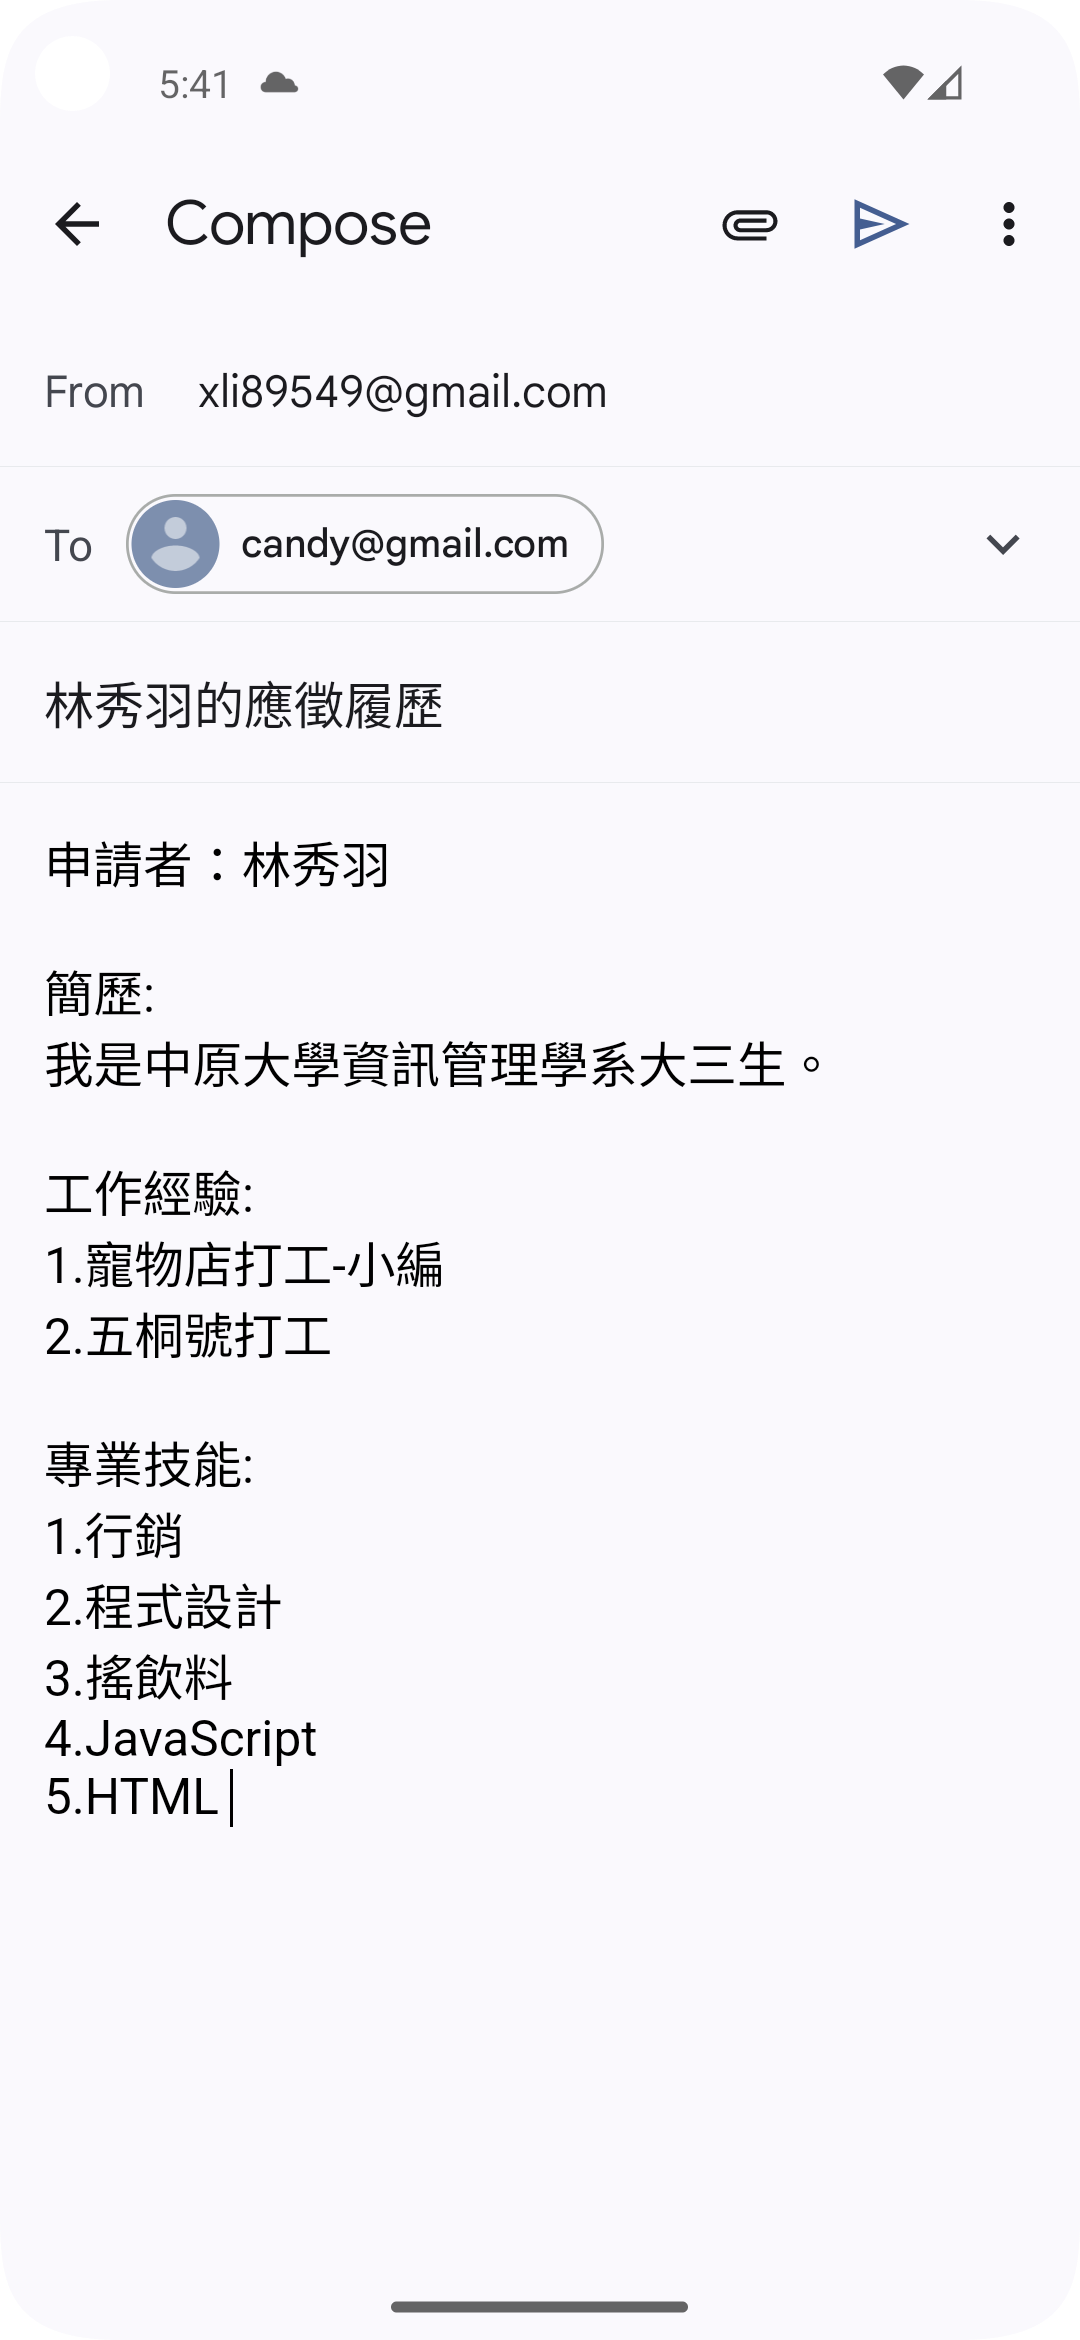 5:41
Compose
From xli89549@gmail.com
To candy@gmail.com
林秀羽的應徵履歷
申請者：林秀羽
簡歷:
我是中原大學資訊管理學系大三生。
工作經驗:
1.寵物店打工-小編
2.五桐號打工
專業技能:
1.行銷
2.程式設計
3.搖飲料
4.JavaScript
5.HTML